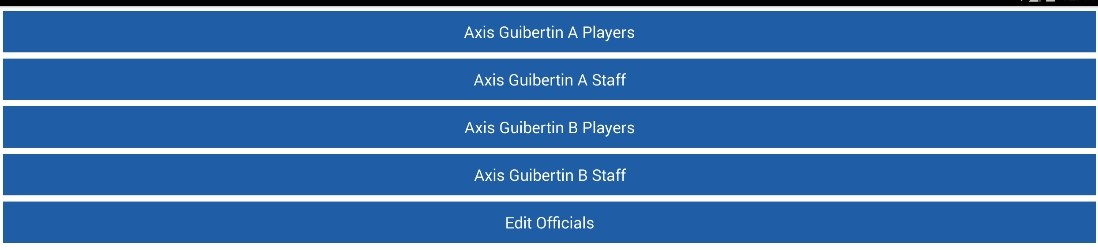 Axis Guibertin A Players
Axis Guibertin A Staff
Axis Guibertin B Players
Axis Guibertin B Staff
Edit Officials